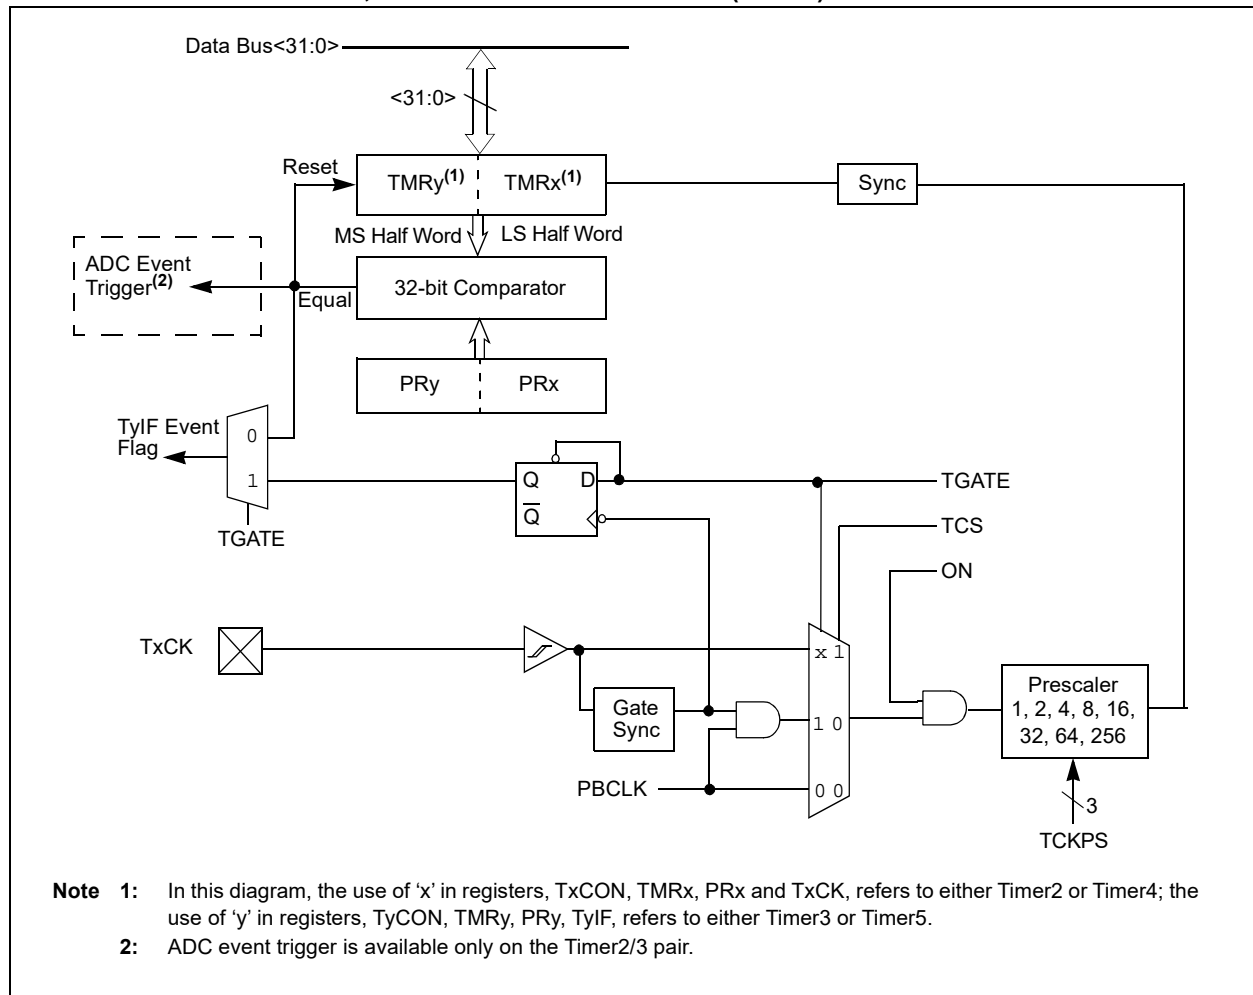 Data Bus<31:0>
<31:0>
Reset
TMRy(1)
TMRx(1)
Sync
MS Half Word
LS Half Word
ADC Event
Trigger(2)
Equal
32-bit Comparator
PRy
PRx
TyIF Event
Flag
0
1
TGATE
Q
D
Q
TGATE
TCS
ON
TxCK
x 1
Gate
Sync
1 0
PBCLK
0 0
Prescaler
1, 2, 4, 8, 16,
32, 64, 256
3
TCKPS
Note 1: In this diagram, the use of ‘x’ in registers, TxCON, TMRx, PRx and TxCK, refers to either Timer2 or Timer4; the
use of ‘y’ in registers, TyCON, TMRy, PRy, TyIF, refers to either Timer3 or Timer5.
2: ADC event trigger is available only on the Timer2/3 pair.